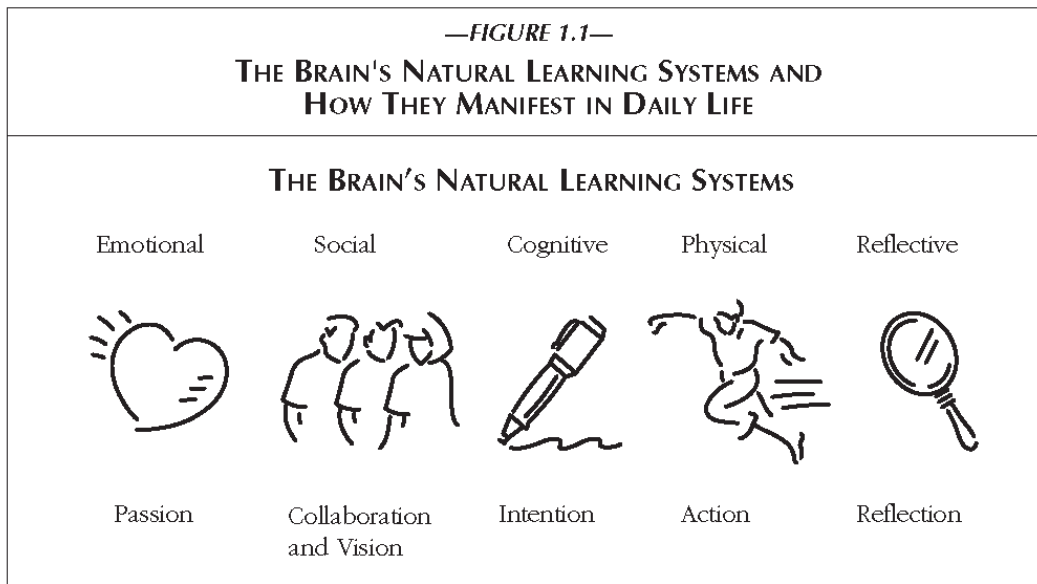 —FIGURE 1.1—
THE BRAIN'S NATURAL LEARNING SYSTEMS AND
HOW THEY MANIFEST IN DAILY LIFE
THE BRAIN'S NATURAL LEARNING SYSTEMS
Emotional Social Cognitive Physical Reflective
Passion Collaboration and Vision Intention Action Reflection